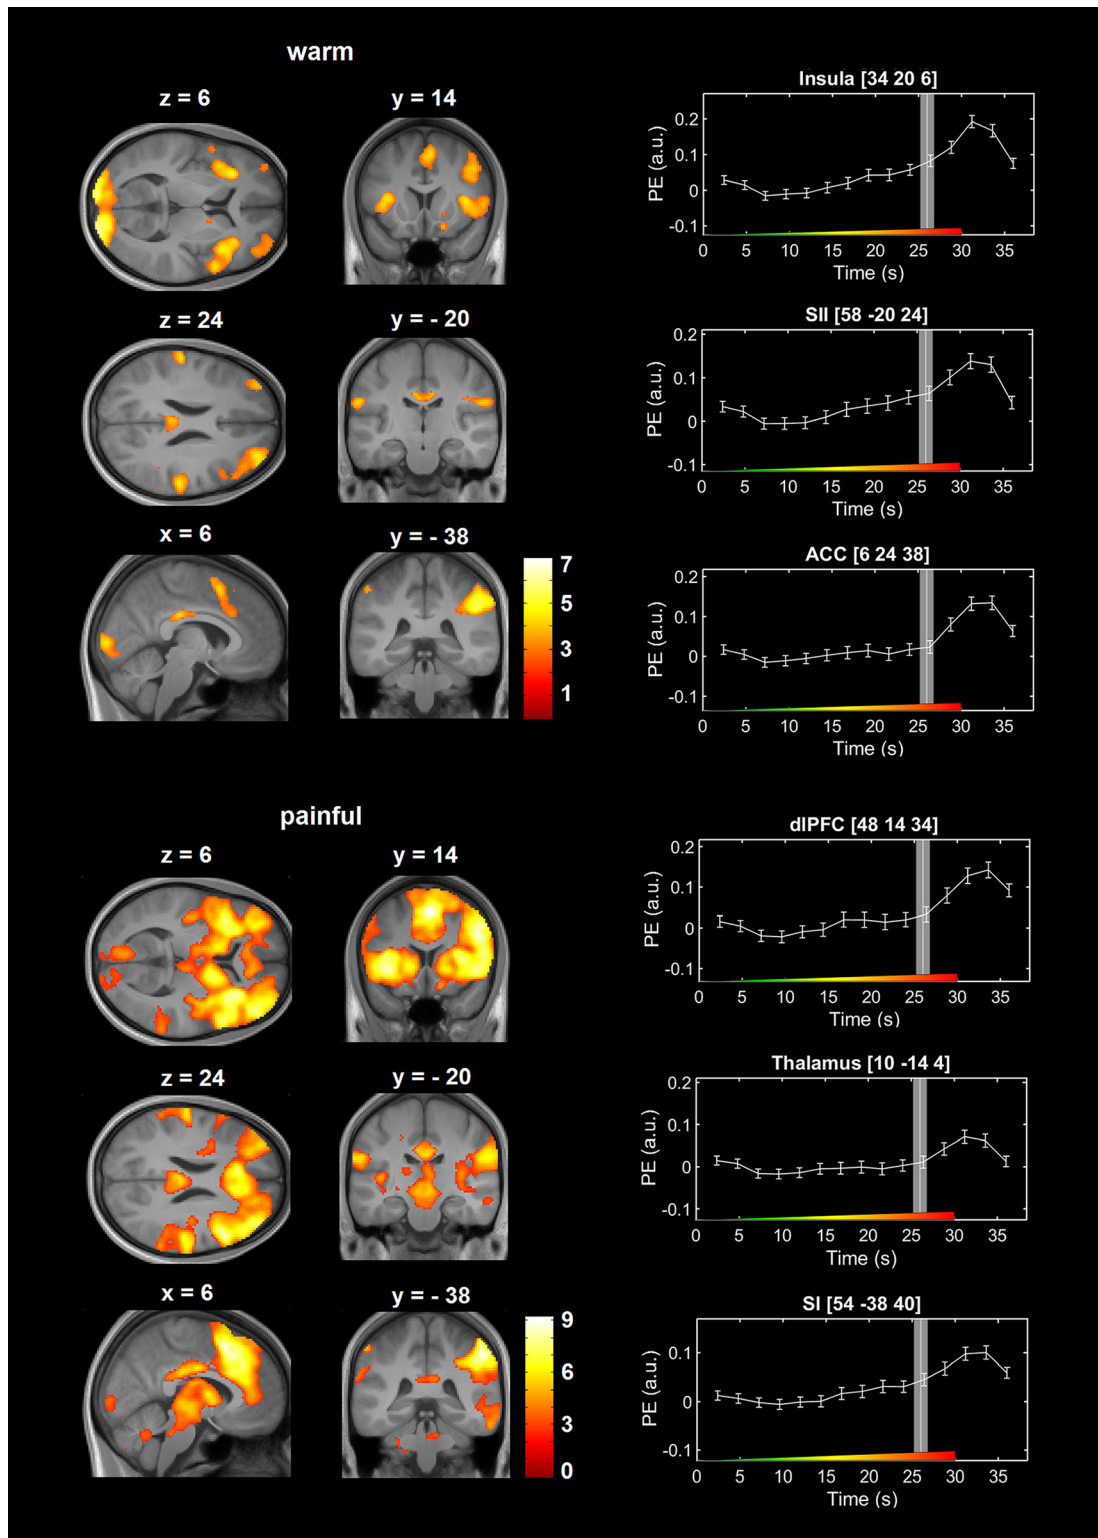 warm
z = 6
y = 14
z = 24
y = - 20
x = 6
y = - 38
7
5
3
1
Insula [34 20 6]
PE (a.u.)
0.2
0.1
0
-0.1
0 5 10 15 20 25 30 35
Time (s)
SII [58 -20 24]
PE (a.u.)
0.2
0.1
0
-0.1
0 5 10 15 20 25 30 35
Time (s)
ACC [6 24 38]
PE (a.u.)
0.2
0.1
0
-0.1
0 5 10 15 20 25 30 35
Time (s)
painful
z = 6
y = 14
z = 24
y = - 20
x = 6
y = - 38
9
6
3
0
dlPFC [48 14 34]
PE (a.u.)
0.2
0.1
0
-0.1
0 5 10 15 20 25 30 35
Time (s)
Thalamus [10 -14 4]
PE (a.u.)
0.2
0.1
0
-0.1
0 5 10 15 20 25 30 35
Time (s)
SI [54 -38 40]
PE (a.u.)
0.1
0
-0.1
0 5 10 15 20 25 30 35
Time (s)